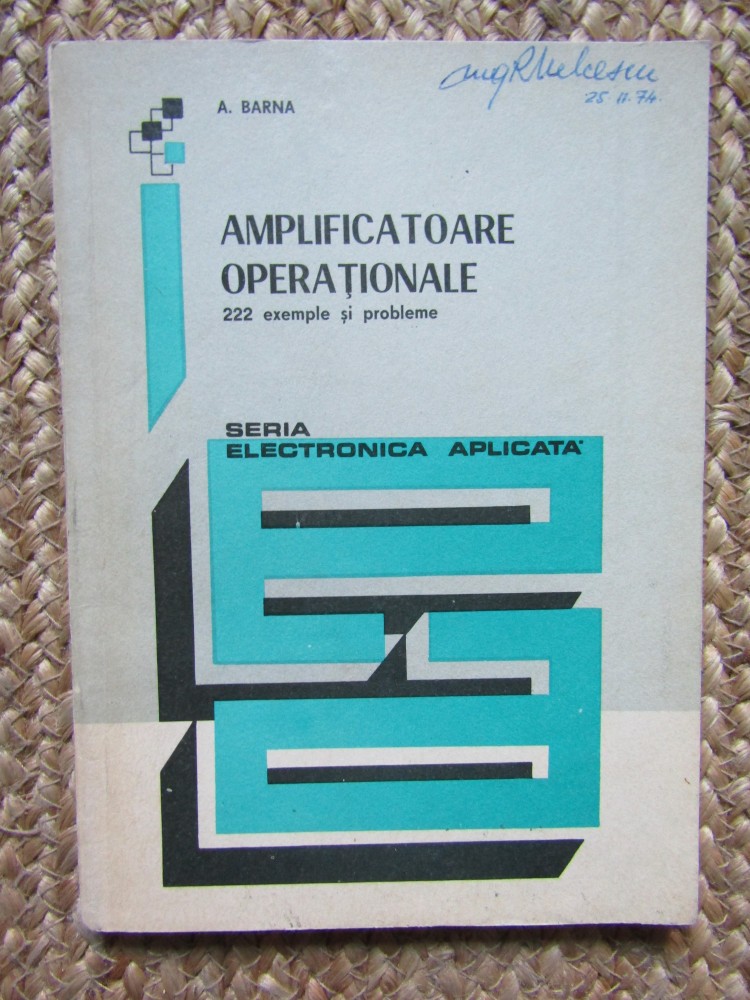 25 II. 74.
A. BARNA
AMPLIFICATOARE
OPERAŢIONALE
222 exemple şi probleme
SERIA
ELECTRONICA APLICATĂ